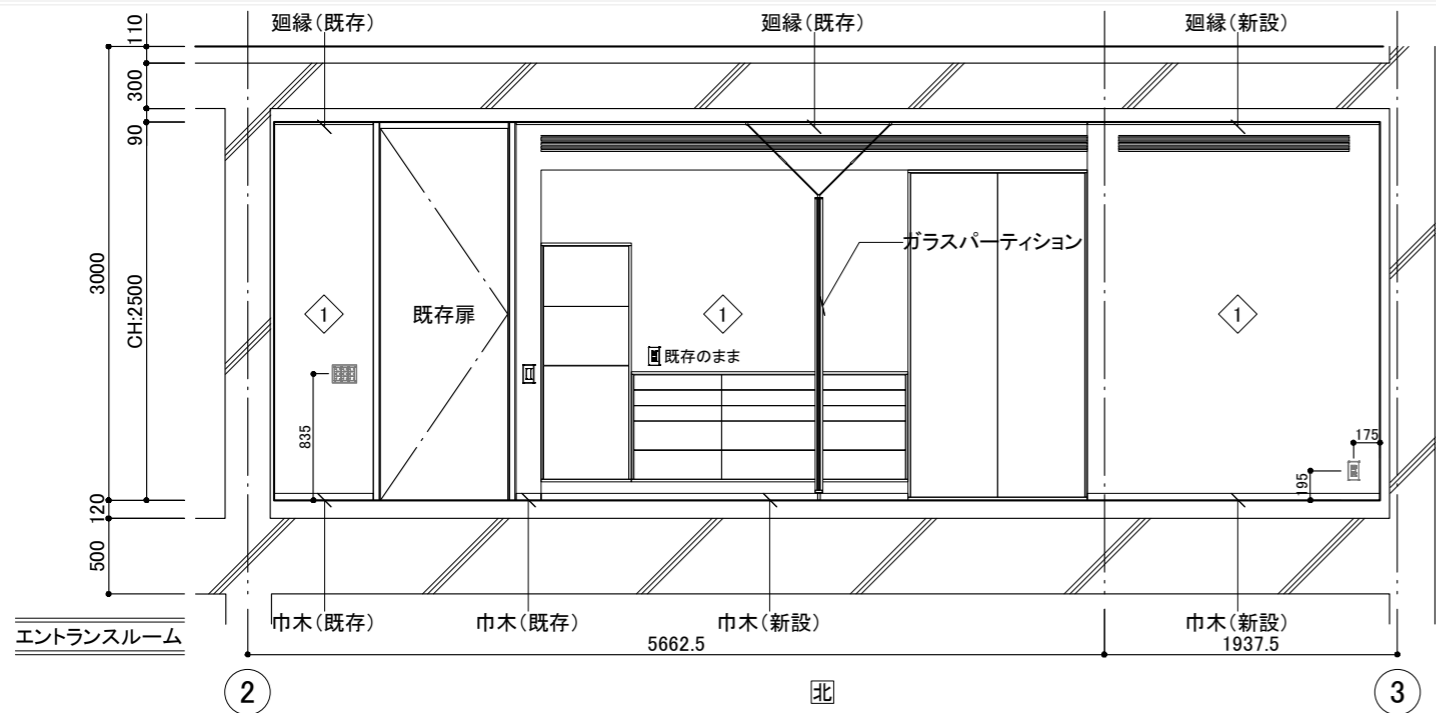 廻縁(既存)
廻縁(既存)
廻縁(新設)
110
300
90
3000
CH:2500
120
500
ガラスパーティション
1
既存扉
1
1
既存のまま
835
175
195
巾木(既存)
巾木(既存)
巾木(新設)
巾木(新設)
エントランスルーム
5662.5
1937.5
2
北
3